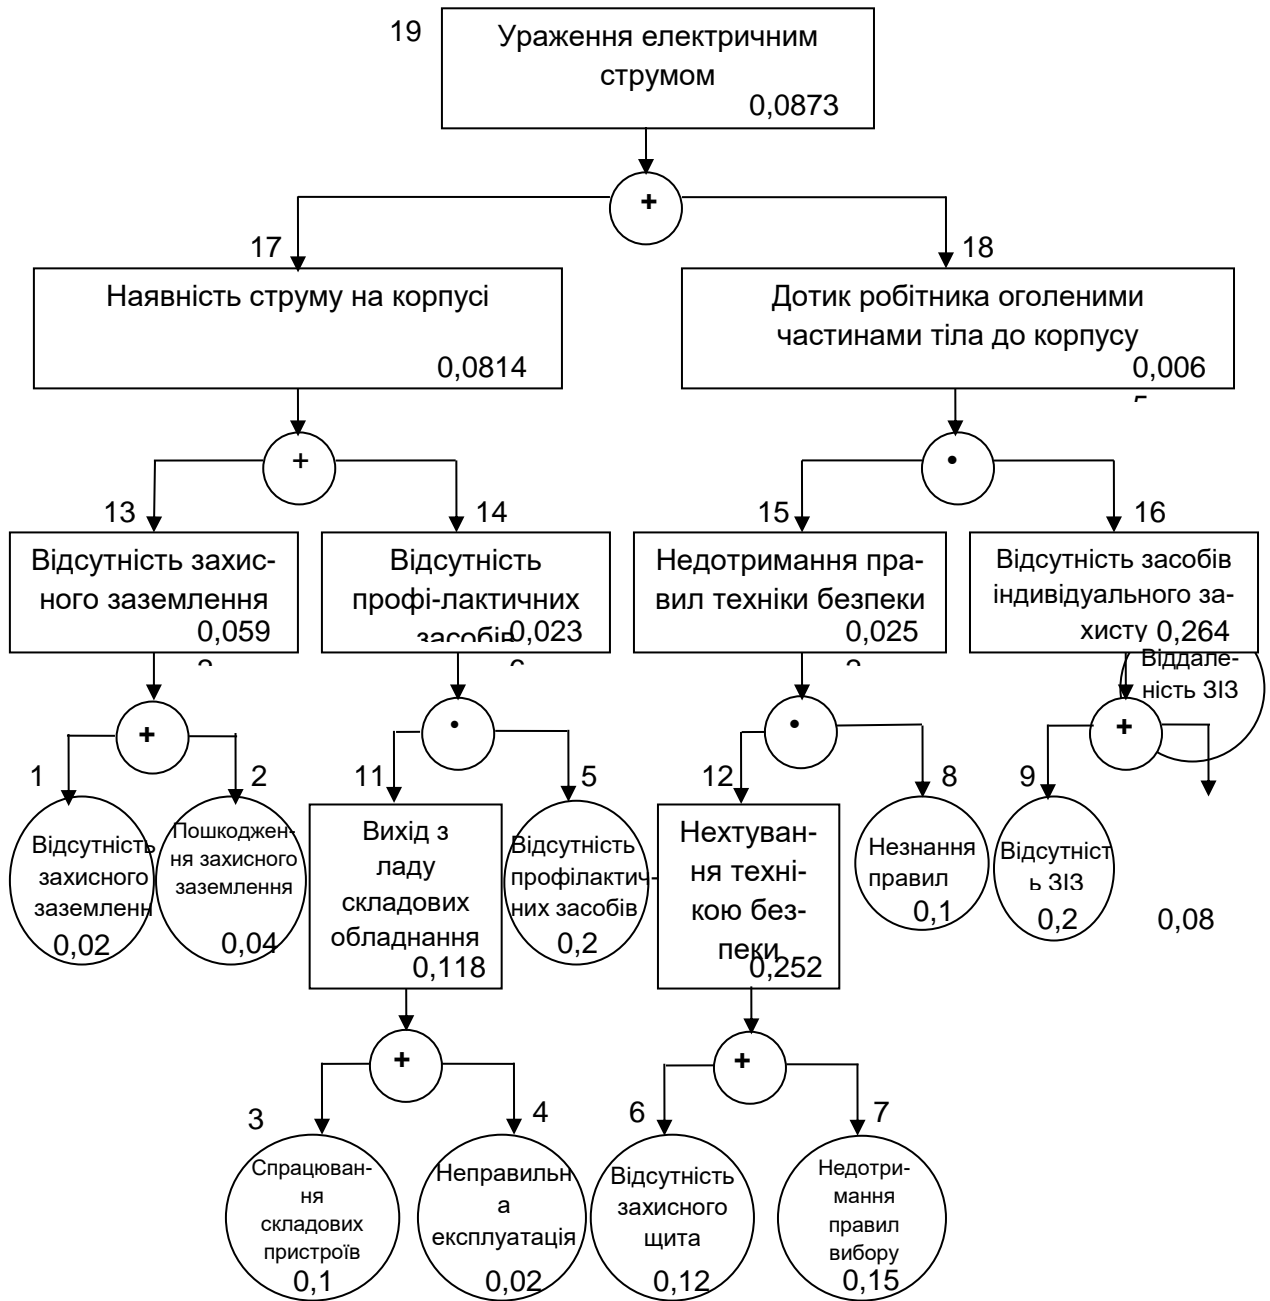 19
Ураження електричним
струмом
0,0873
+
17
18
Наявність струму на корпусі
0,0814
Дотик робітника оголеними
частинами тіла до корпусу
0,006
+
•
13
14
15
16
Відсутність захис-
ного заземлення
0,059
Відсутність
профі-лактичних
засобів
0,023
Недотримання пра-
вил техніки безпеки
0,025
Відсутність засобів
індивідуального за-
хисту 0,264
Віддале-
ність ЗІЗ
+
•
•
+
1
2
11
5
12
8
9
Відсутність
захисного
заземленн
0,02
Пошкоджен-
ня захисного
заземлення
0,04
Вихід з
ладу
складових
обладнання
0,118
Відсутність
профілактич-
них засобів
0,2
Нехтуван-
ня техні-
кою без-
пеки
0,252
Незнання
правил
0,1
Відсутніст
ь ЗІЗ
0,2
0,08
+
+
3
4
6
7
Спрацюван-
ня
складових
пристроїв
0,1
Неправильн
а
експлуатація
0,02
Відсутність
захисного
щита
0,12
Недотри-
мання
правил
вибору
0,15